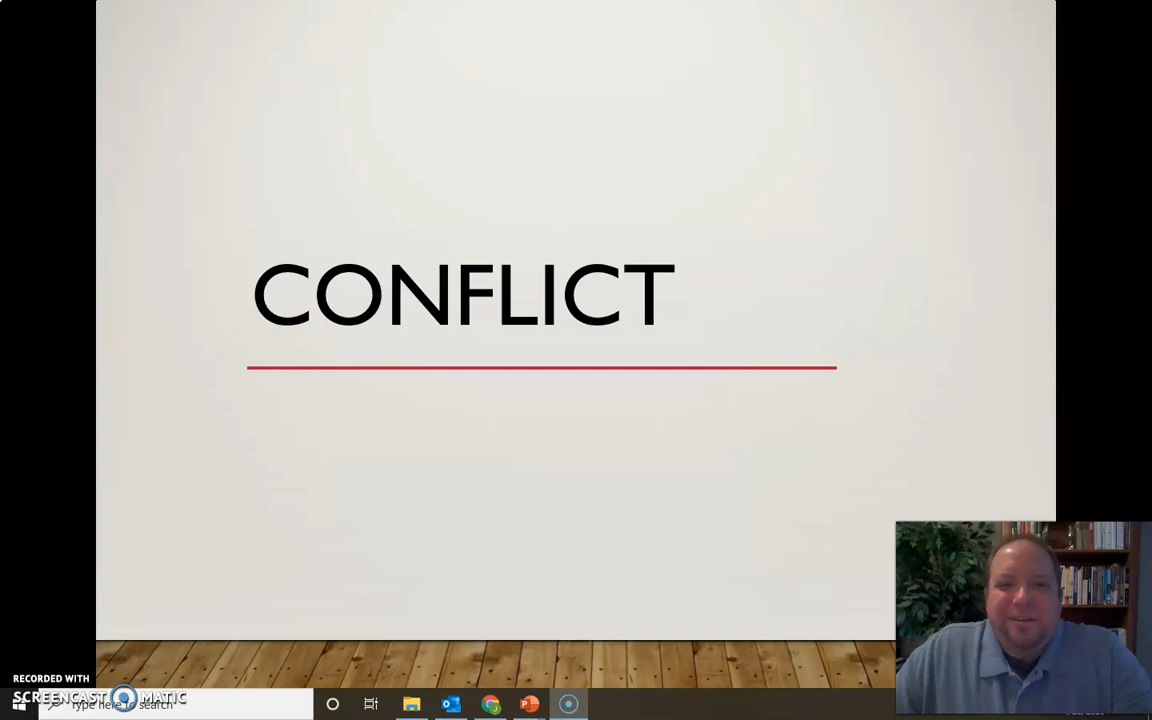 CONFLICT
RECORDED WITH
SCREENCAST MATIC
Type here to search